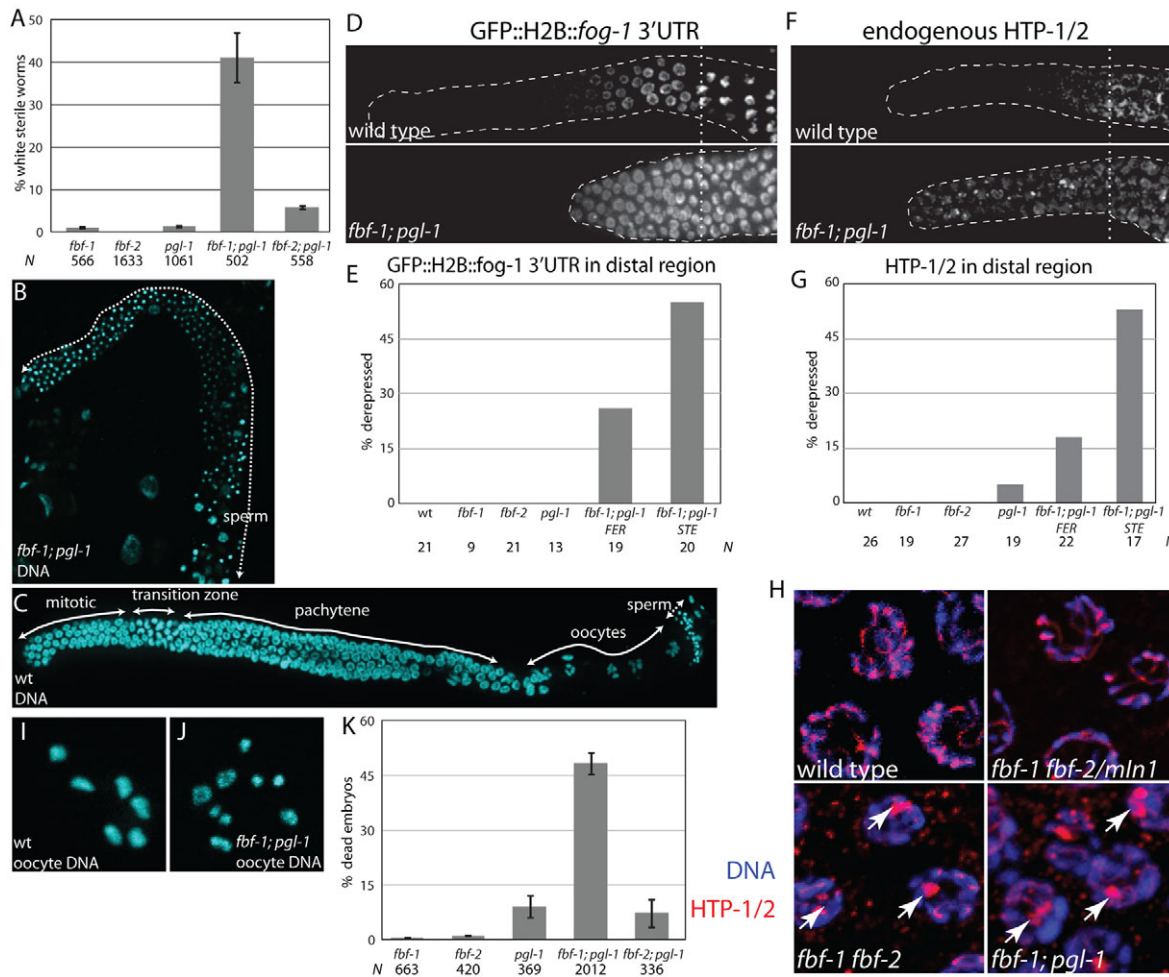 A
50
40
30
20
10
0
% white sterile worms
fbf-1 fbf-2 pgl-1 fbf-1; pgl-1 fbf-2; pgl-1
N 566 1633 1061 502 558
B
sperm
fbf-1; pgl-1
DNA
C
mitotic
transition zone
pachytene
oocytes
sperm
wt
DNA
D
GFP::H2B::fog-1 3'UTR
wild type
fbf-1; pgl-1
E
GFP::H2B::fog-1 3'UTR in distal region
60
45
30
15
0
% derepressed
wt fbf-1 fbf-2 pgl-1 fbf-1; pgl-1 FER fbf-1; pgl-1 STE
21 9 21 13 19 20 N
F
endogenous HTP-1/2
wild type
fbf-1; pgl-1
G
HTP-1/2 in distal region
60
45
30
15
0
% derepressed
wt fbf-1 fbf-2 pgl-1 fbf-1; pgl-1 FER fbf-1; pgl-1 STE
26 19 27 19 22 17
H
wild type
fbf-1 fbf-2/mIn1
fbf-1 fbf-2
fbf-1; pgl-1
DNA
HTP-1/2
I
wt
oocyte DNA
J
fbf-1; pgl-1
oocyte DNA
K
60
45
30
15
0
% dead embryos
fbf-1 fbf-2 pgl-1 fbf-1; pgl-1 fbf-2; pgl-1
N 663 420 369 2012 336